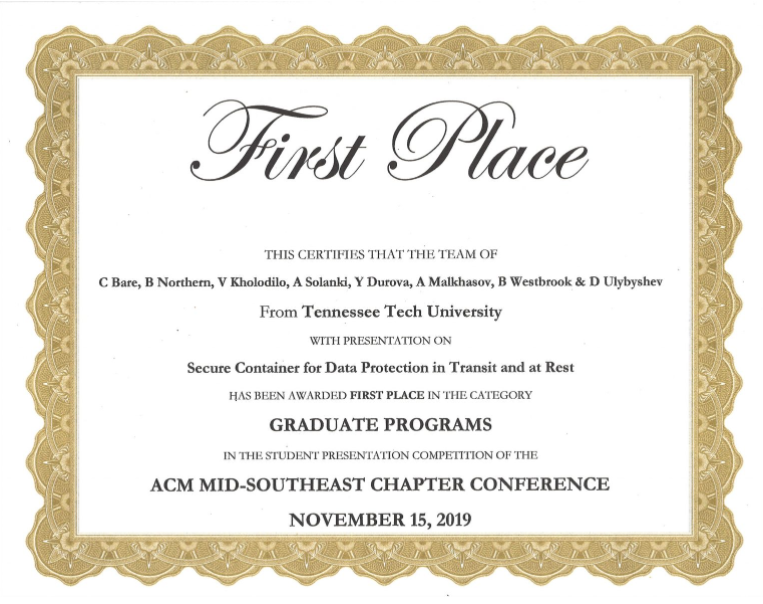 First Place
THIS CERTIFIES THAT THE TEAM OF
C Bare, B Northern, V Kholodilo, A Solanki, Y Durova, A Malkhasov, B Westbrook & D Ulybyshev
From Tennessee Tech University
WITH PRESENTATION ON
Secure Container for Data Protection in Transit and at Rest
HAS BEEN AWARDED FIRST PLACE IN THE CATEGORY
GRADUATE PROGRAMS
IN THE STUDENT PRESENTATION COMPETITION OF THE
ACM MID-SOUTHEAST CHAPTER CONFERENCE
NOVEMBER 15, 2019